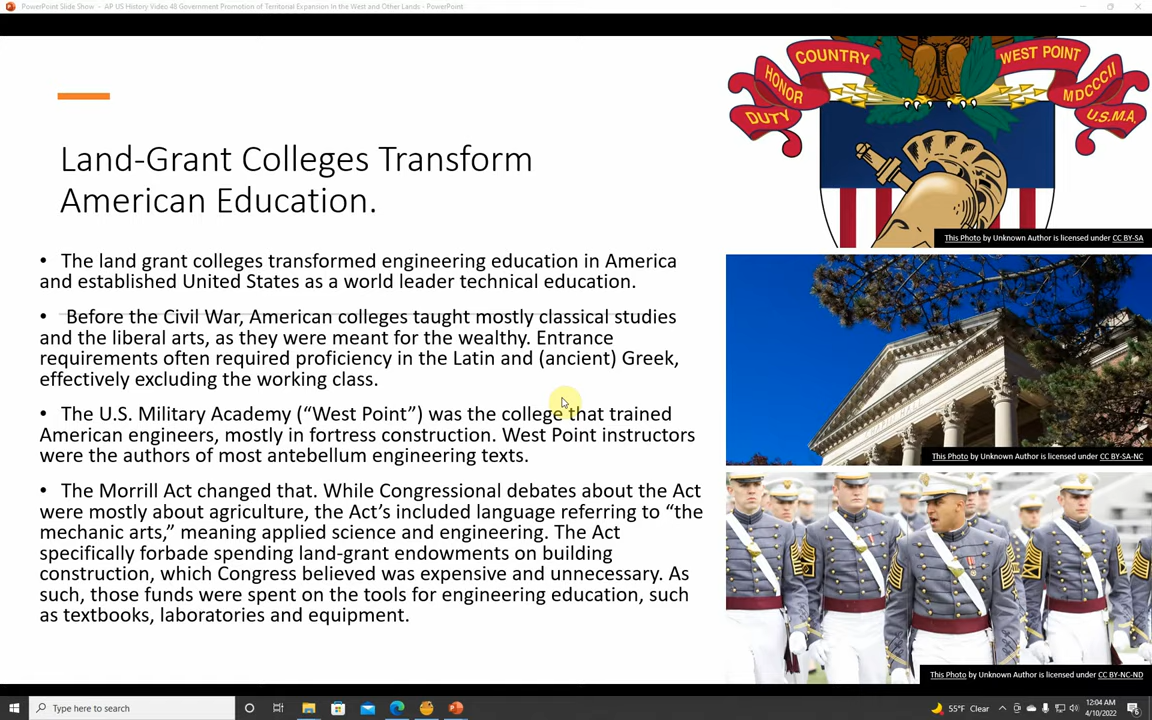 PowerPoint Slide Show - AP US History Video 48 Government Promotion of Territorial Expansion In the West and Other Lands - PowerPoint
COUNTRY
HONOR
DUTY
WEST POINT
MDCCCII
U.S.M.A.
This Photo by Unknown Author is licensed under CC BY-SA
Land-Grant Colleges Transform
American Education.
• The land grant colleges transformed engineering education in America
and established United States as a world leader technical education.
• Before the Civil War, American colleges taught mostly classical studies
and the liberal arts, as they were meant for the wealthy. Entrance
requirements often required proficiency in the Latin and (ancient) Greek,
effectively excluding the working class.
• The U.S. Military Academy (“West Point”) was the college that trained
American engineers, mostly in fortress construction. West Point instructors
were the authors of most antebellum engineering texts.
• The Morrill Act changed that. While Congressional debates about the Act
were mostly about agriculture, the Act’s included language referring to “the
mechanic arts,” meaning applied science and engineering. The Act
specifically forbade spending land-grant endowments on building
construction, which Congress believed was expensive and unnecessary. As
such, those funds were spent on the tools for engineering education, such
as textbooks, laboratories and equipment.
This Photo by Unknown Author is licensed under CC BY-SA-NC
This Photo by Unknown Author is licensed under CC BY-NC-ND
Type here to search
55°F Clear
12:04 AM
4/10/2022